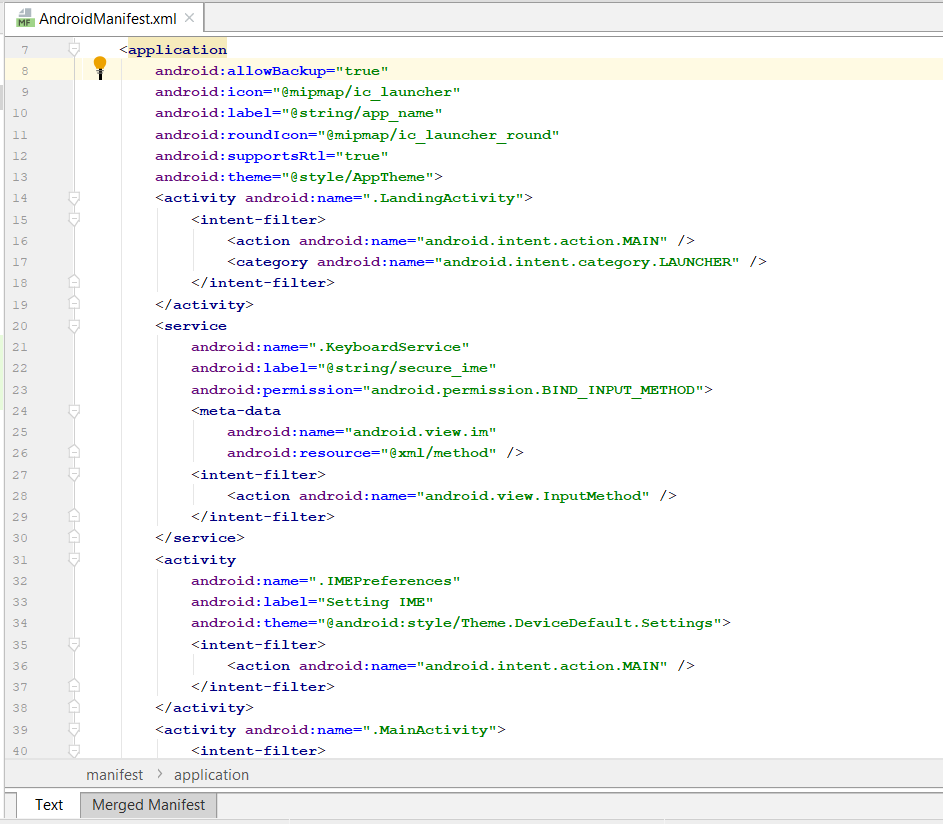 MF AndroidManifest.xml ×
7 <application
8 android:allowBackup="true"
9 android:icon="@mipmap/ic_launcher"
10 android:label="@string/app_name"
11 android:roundIcon="@mipmap/ic_launcher_round"
12 android:supportsRtl="true"
13 android:theme="@style/AppTheme">
14 <activity android:name=".LandingActivity">
15 <intent-filter>
16 <action android:name="android.intent.action.MAIN" />
17 <category android:name="android.intent.category.LAUNCHER" />
18 </intent-filter>
19 </activity>
20 <service
21 android:name=".KeyboardService"
22 android:label="@string/secure_ime"
23 android:permission="android.permission.BIND_INPUT_METHOD">
24 <meta-data
25 android:name="android.view.im"
26 android:resource="@xml/method" />
27 <intent-filter>
28 <action android:name="android.view.InputMethod" />
29 </intent-filter>
30 </service>
31 <activity
32 android:name=".IMEPreferences"
33 android:label="Setting IME"
34 android:theme="@android:style/Theme.DeviceDefault.Settings">
35 <intent-filter>
36 <action android:name="android.intent.action.MAIN" />
37 </intent-filter>
38 </activity>
39 <activity android:name=".MainActivity">
40 <intent-filter>
manifest > application
Text Merged Manifest